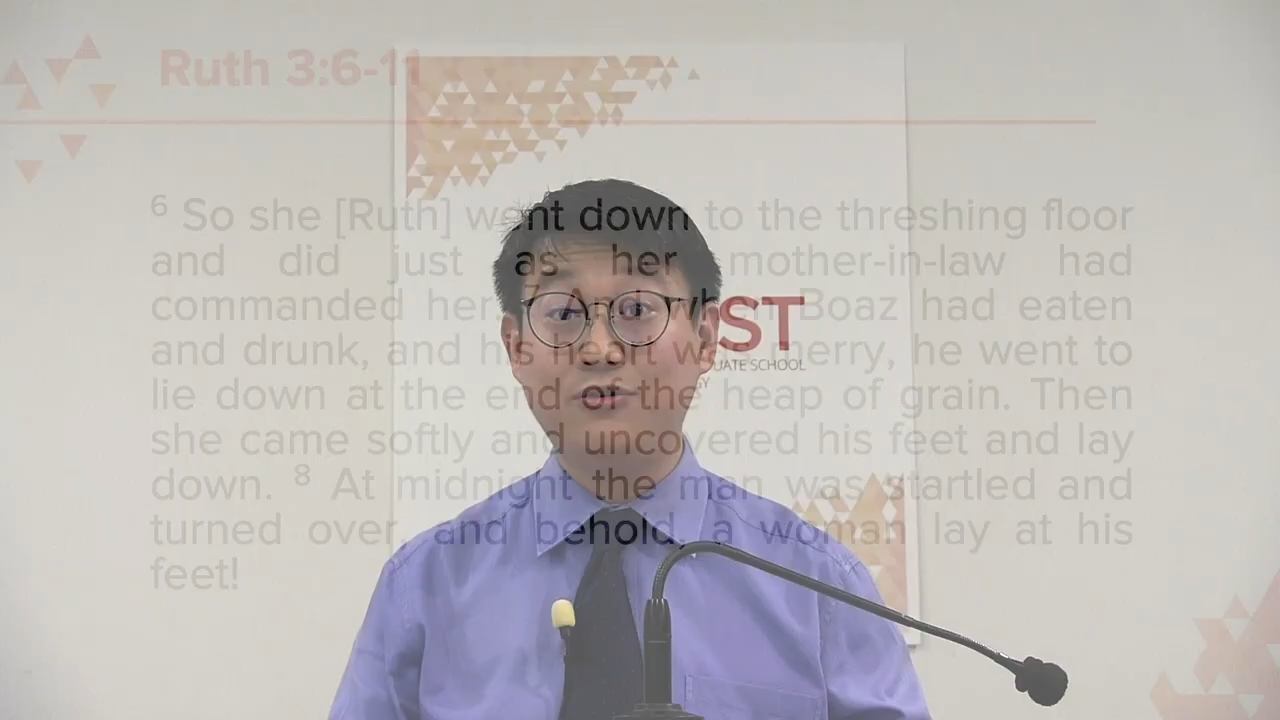 Ruth 3:6-11
6 So she [Ruth] went down to the threshing floor
and did just as her mother-in-law had
commanded her. when Boaz had eaten
and drunk, and his heart was merry, he went to
lie down at the end of the heap of grain. Then
she came softly and uncovered his feet and lay
down. 8 At midnight the man was startled and
turned over, and behold, a woman lay at his
feet!
ST
UATE SCHOOL
GY